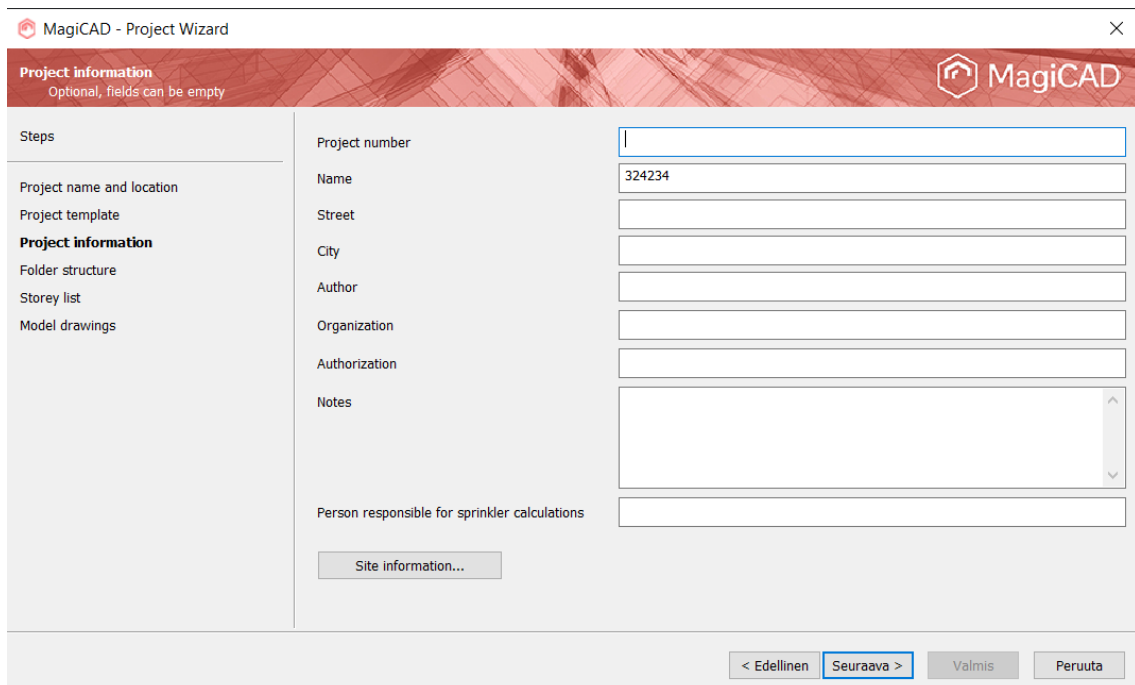 MagiCAD - Project Wizard
Project information
Optional, fields can be empty
MagiCAD
Steps
Project name and location
Project template
Project information
Folder structure
Storey list
Model drawings
Project number
Name 324234
Street
City
Author
Organization
Authorization
Notes
Person responsible for sprinkler calculations
Site information...
< Edellinen Seuraava > Valmis Peruuta